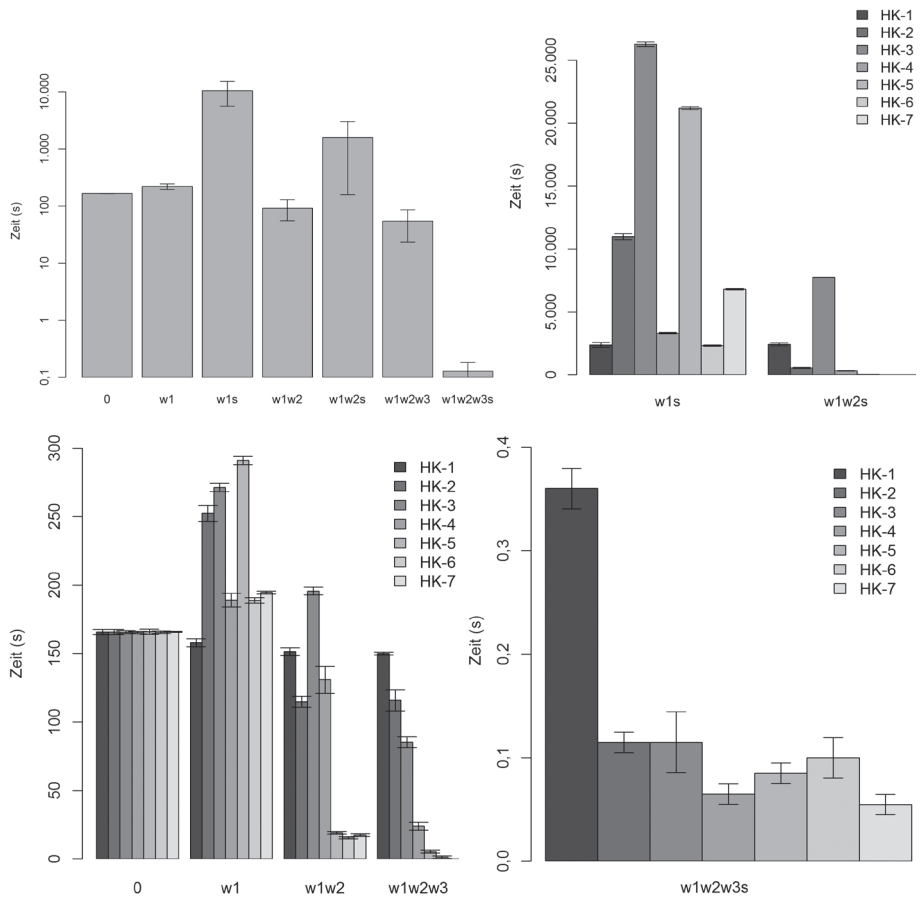 Zeit (s)
10.000
1.000
100
10
1
0,1
0 w1 w1s w1w2 w1w2s w1w2w3 w1w2w3s
HK-1
HK-2
HK-3
HK-4
HK-5
HK-6
HK-7
Zeit (s)
25.000
20.000
15.000
10.000
5.000
0
w1s w1w2s
Zeit (s)
300
250
200
150
100
50
0
HK-1
HK-2
HK-3
HK-4
HK-5
HK-6
HK-7
0 w1 w1w2 w1w2w3
Zeit (s)
0,4
0,3
0,
0,1
0,0
HK-1
HK-2
HK-3
HK-4
HK-5
HK-6
HK-7
w1w2w3s